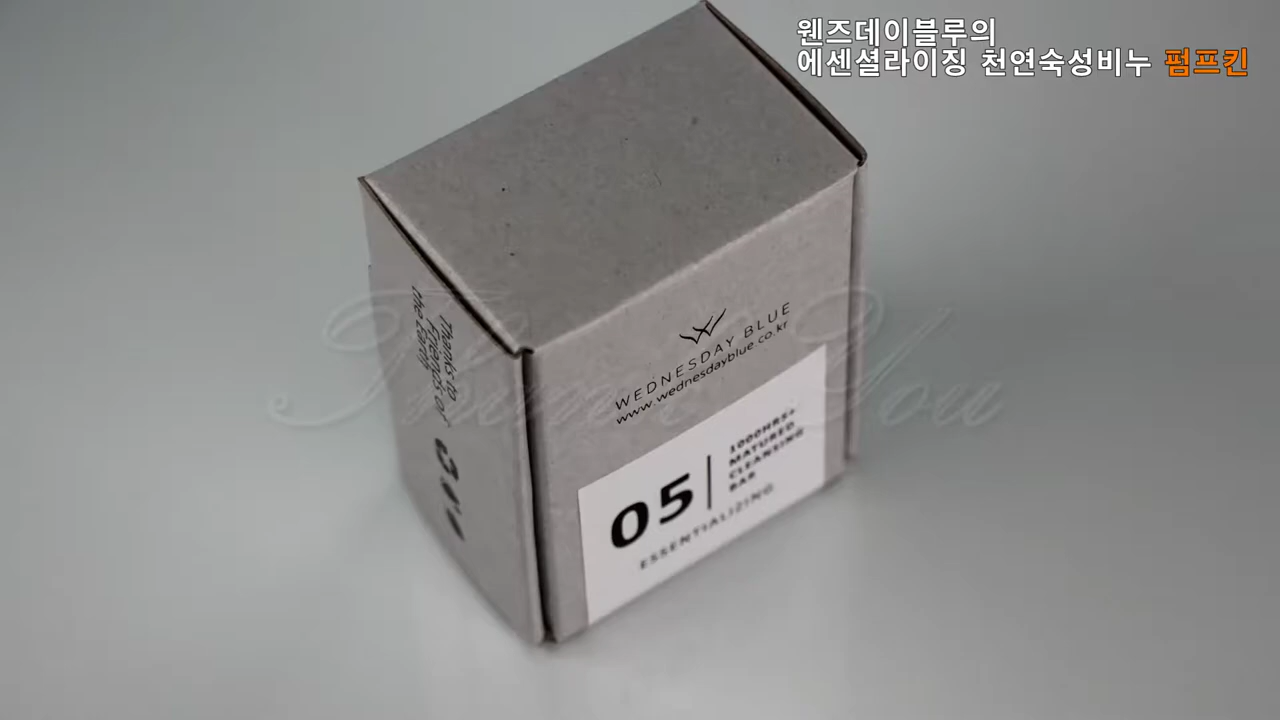 웬즈데이블루의
에센셜라이징 천연숙성비누 펌프킨
WEDNESDAY BLUE
www.wednesdayblue.co.kr
05
1000HRS+
MATURED
CLEANSING
BAR
ESSENTIALIZING
Thanks to
Friends of
the Earth
Thank You